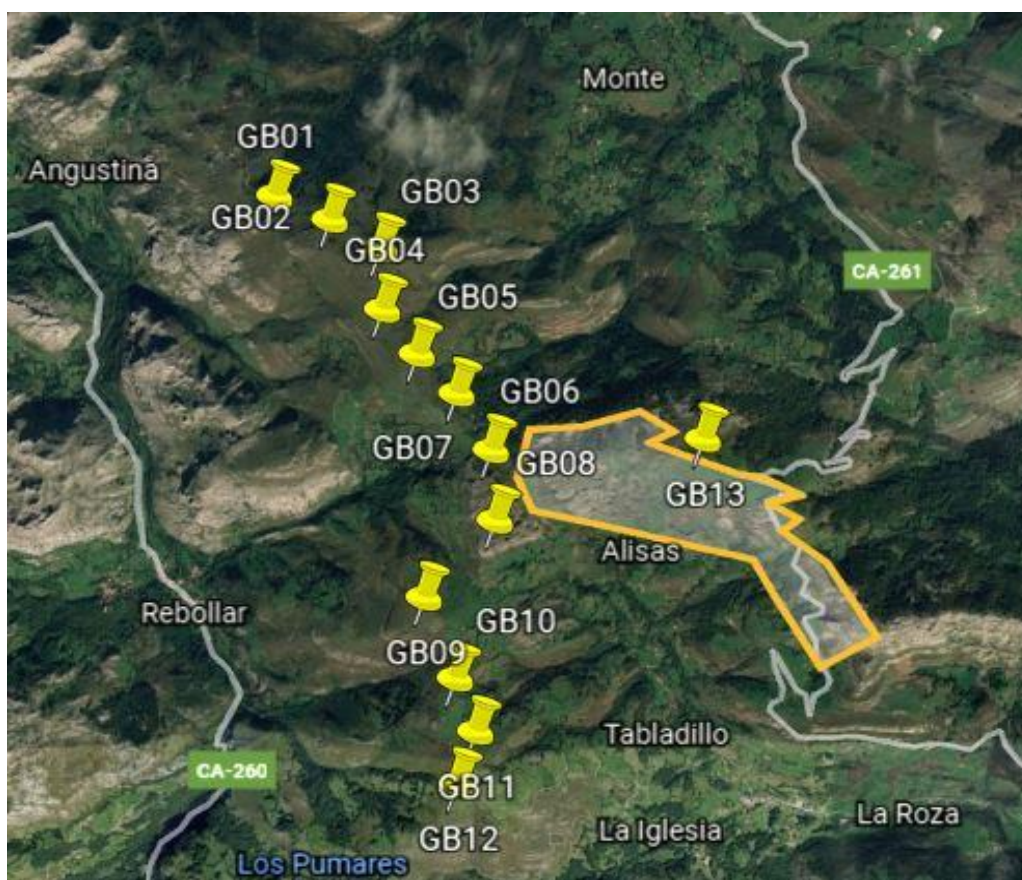 Monte
GB01
Angustina
GB03
GB02
GB04
CA-261
GB05
GB06
GB07
GB08
GB13
Alisas
Rebollar
GB10
GB09
Tabladillo
CA-260
GB11
La Roza
La Iglesia
GB12
Los Pumares